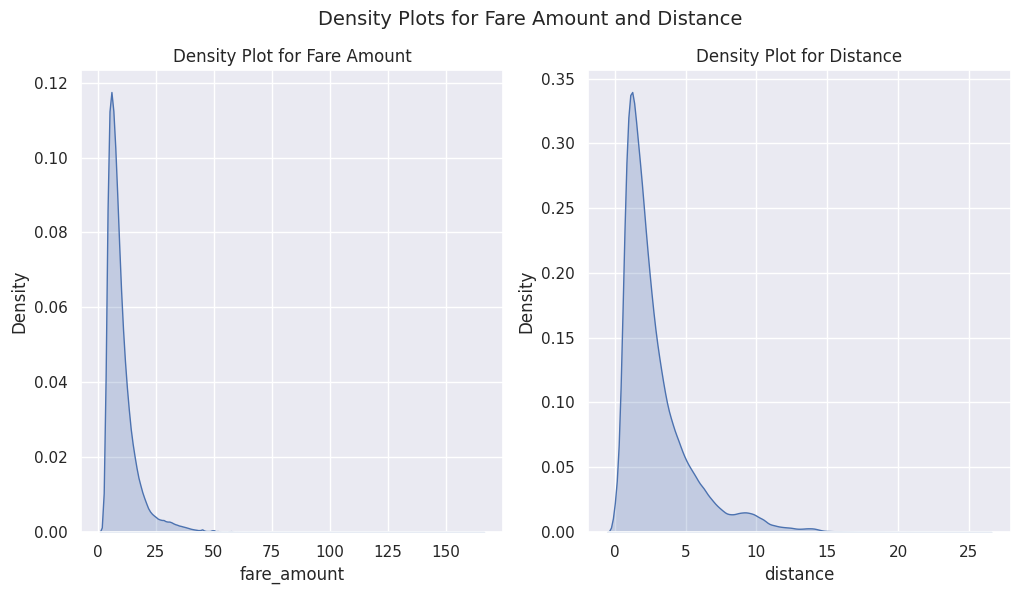 Density Plots for Fare Amount and Distance
Density Plot for Fare Amount
0.12
0.10
0.08
0.06
0.04
0.02
0.00
Density
0 25 50 75 100 125 150
fare_amount
Density Plot for Distance
0.35
0.30
0.25
0.20
0.15
0.10
0.05
0.00
Density
0 5 10 15 20 25
distance